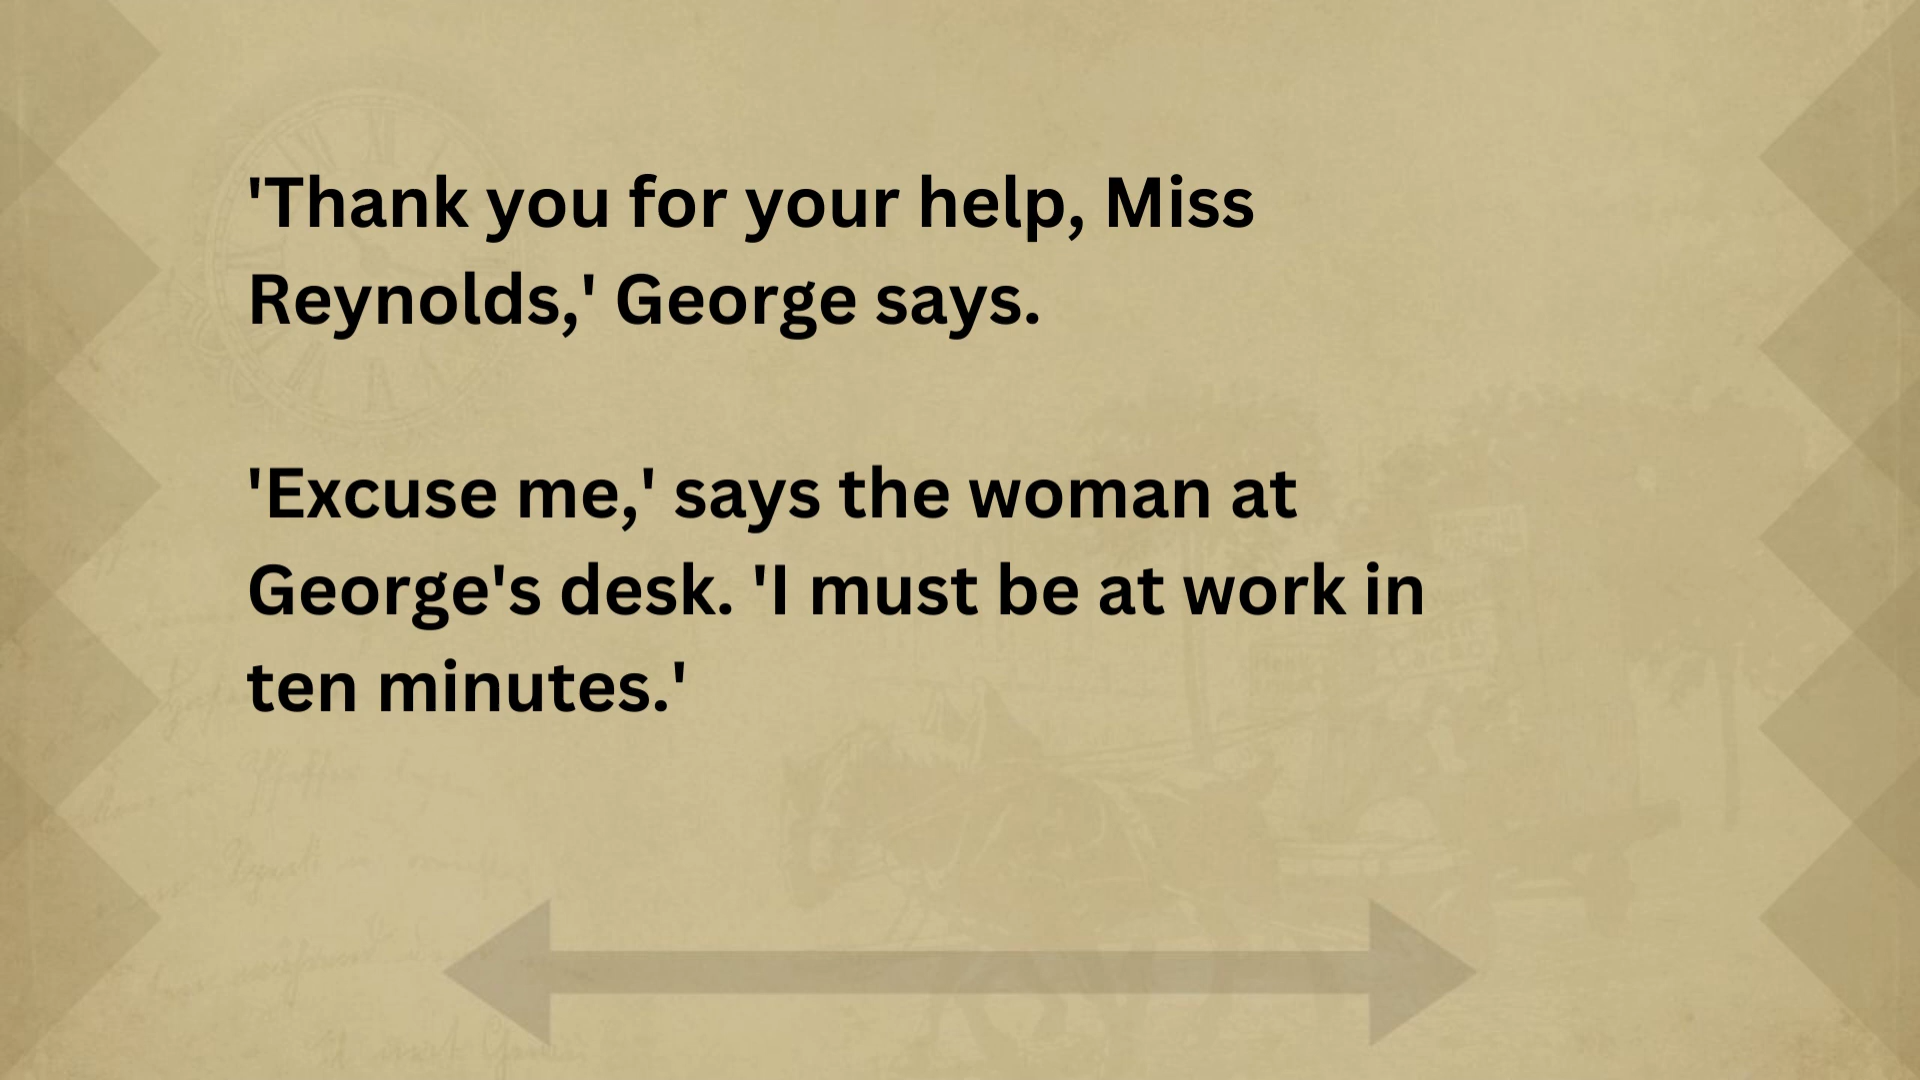 'Thank you for your help, Miss
Reynolds,' George says.
'Excuse me,' says the woman at
George's desk. 'I must be at work in
ten minutes.'